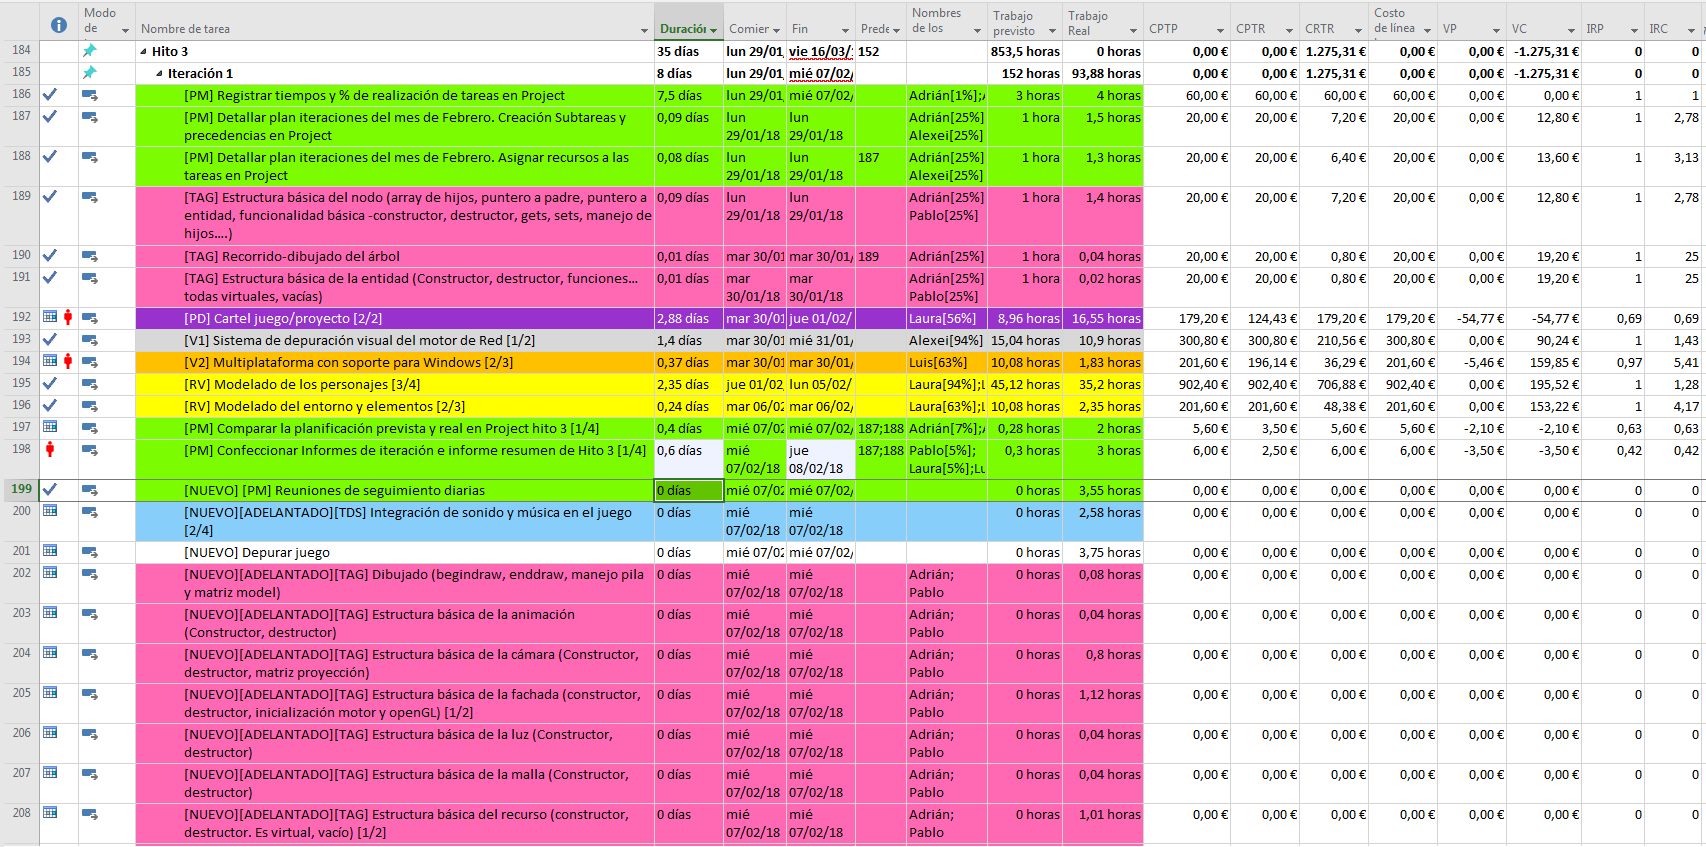 Modo de
Nombre de tarea
Duración
Comier
Fin
Prede
Nombres de los
Trabajo previsto
Trabajo Real
CPTP
CPTR
CRTR
Costo de línea
VP
VC
IRP
IRC
184 Hito 3 35 días lun 29/01, vie 16/03/: 152 853,5 horas 0 horas 0,00 € 0,00 € 1.275,31 € 0,00 € 0,00 € -1.275,31 € 0 0
185 Iteración 1 8 días lun 29/01, mié 07/02/ 152 horas 93,88 horas 0,00 € 0,00 € 1.275,31 € 0,00 € 0,00 € -1.275,31 € 0 0
186 [PM] Registrar tiempos y % de realización de tareas en Project 7,5 días lun 29/01/ mié 07/02/ Adrián[1%];A 3 horas 4 horas 60,00 € 60,00 € 60,00 € 60,00 € 0,00 € 0,00 € 1 1
187 [PM] Detallar plan iteraciones del mes de Febrero. Creación Subtareas y 0,09 días lun lun Adrián[25%] 1 hora 1,5 horas 20,00 € 20,00 € 7,20 € 20,00 € 0,00 € 12,80 € 1 2,78
precedencias en Project 29/01/18 29/01/18 Alexei[25%]
188 [PM] Detallar plan iteraciones del mes de Febrero. Asignar recursos a las 0,08 días lun lun 187 Adrián[25%] 1 hora 1,3 horas 20,00 € 20,00 € 6,40 € 20,00 € 0,00 € 13,60 € 1 3,13
tareas en Project 29/01/18 29/01/18 Alexei[25%]
189 [TAG] Estructura básica del nodo (array de hijos, puntero a padre, puntero a 0,09 días lun lun Adrián[25%] 1 hora 1,4 horas 20,00 € 20,00 € 7,20 € 20,00 € 0,00 € 12,80 € 1 2,78
entidad, funcionalidad básica -constructor, destructor, gets, sets, manejo de 29/01/18 29/01/18 Pablo[25%]
hijos....)
190 [TAG] Recorrido-dibujado del árbol 0,01 días mar 30/01 mar 30/01/ 189 Adrián[25%] 1 hora 0,04 horas 20,00 € 20,00 € 0,80 € 20,00 € 0,00 € 19,20 € 1 25
191 [TAG] Estructura básica de la entidad (Constructor, destructor, funciones... 0,01 días mar mar Adrián[25%] 1 hora 0,02 horas 20,00 € 20,00 € 0,80 € 20,00 € 0,00 € 19,20 € 1 25
todas virtuales, vacías) 30/01/18 30/01/18 Pablo[25%]
192 [PD] Cartel juego/proyecto [2/2] 2,88 días mar 30/01 jue 01/02/ Laura[56%] 8,96 horas 16,55 horas 179,20 € 124,43 € 179,20 € 179,20 € -54,77 € -54,77 € 0,69 0,69
193 [V1] Sistema de depuración visual del motor de Red [1/2] 1,4 días mar 30/01 mié 31/01/ Alexei[94%] 15,04 horas 10,9 horas 300,80 € 300,80 € 210,56 € 300,80 € 0,00 € 90,24 € 1 1,43
194 [V2] Multiplataforma con soporte para Windows [2/3] 0,37 días mar 30/01 mar 30/01/ Luis[63%] 10,08 horas 1,83 horas 201,60 € 196,14 € 36,29 € 201,60 € -5,46 € 159,85 € 0,97 5,41
195 [RV] Modelado de los personajes [3/4] 2,35 días jue 01/02, lun 05/02/ Laura[94%];L 45,12 horas 35,2 horas 902,40 € 902,40 € 706,88 € 902,40 € 0,00 € 195,52 € 1 1,28
196 [RV] Modelado del entorno y elementos [2/3] 0,24 días mar 06/02 mar 06/02/ Laura[63%];L 10,08 horas 2,35 horas 201,60 € 201,60 € 48,38 € 201,60 € 0,00 € 153,22 € 1 4,17
197 [PM] Comparar la planificación prevista y real en Project hito 3 [1/4] 0,4 días mié 07/02 mié 07/02/ 187;188 Adrián[7%];A 0,28 horas 2 horas 5,60 € 3,50 € 5,60 € 5,60 € -2,10 € -2,10 € 0,63 0,63
198 [PM] Confeccionar Informes de iteración e informe resumen de Hito 3 [1/4] 0,6 días mié jue 187;188 Pablo[5%]; 0,3 horas 3 horas 6,00 € 2,50 € 6,00 € 6,00 € -3,50 € -3,50 € 0,42 0,42
07/02/18 08/02/18 Laura[5%];Lu
199 [NUEVO] [PM] Reuniones de seguimiento diarias 0 días mié 07/02 mié 07/02/ 0 horas 3,55 horas 0,00 € 0,00 € 0,00 € 0,00 € 0,00 € 0,00 € 0 0
200 [NUEVO][ADELANTADO][TDS] Integración de sonido y música en el juego 0 días mié mié 0 horas 2,58 horas 0,00 € 0,00 € 0,00 € 0,00 € 0,00 € 0,00 € 0 0
[2/4] 07/02/18 07/02/18
201 [NUEVO] Depurar juego 0 días mié 07/02 mié 07/02/ 0 horas 3,75 horas 0,00 € 0,00 € 0,00 € 0,00 € 0,00 € 0,00 € 0 0
202 [NUEVO][ADELANTADO][TAG] Dibujado (begindraw, enddraw, manejo pila 0 días mié mié Adrián; 0 horas 0,08 horas 0,00 € 0,00 € 0,00 € 0,00 € 0,00 € 0,00 € 0 0
y matriz model) 07/02/18 07/02/18 Pablo
203 [NUEVO][ADELANTADO][TAG] Estructura básica de la animación 0 días mié mié Adrián; 0 horas 0,04 horas 0,00 € 0,00 € 0,00 € 0,00 € 0,00 € 0,00 € 0 0
(Constructor, destructor) 07/02/18 07/02/18 Pablo
204 [NUEVO][ADELANTADO][TAG] Estructura básica de la cámara (Constructor, 0 días mié mié Adrián; 0 horas 0,8 horas 0,00 € 0,00 € 0,00 € 0,00 € 0,00 € 0,00 € 0 0
destructor, matriz proyección) 07/02/18 07/02/18 Pablo
205 [NUEVO][ADELANTADO][TAG] Estructura básica de la fachada (constructor, 0 días mié mié Adrián; 0 horas 1,12 horas 0,00 € 0,00 € 0,00 € 0,00 € 0,00 € 0,00 € 0 0
destructor, inicialización motor y openGL) [1/2] 07/02/18 07/02/18 Pablo
206 [NUEVO][ADELANTADO][TAG] Estructura básica de la luz (Constructor, 0 días mié mié Adrián; 0 horas 0,04 horas 0,00 € 0,00 € 0,00 € 0,00 € 0,00 € 0,00 € 0 0
destructor) 07/02/18 07/02/18 Pablo
207 [NUEVO][ADELANTADO][TAG] Estructura básica de la malla (Constructor, 0 días mié mié Adrián; 0 horas 0,04 horas 0,00 € 0,00 € 0,00 € 0,00 € 0,00 € 0,00 € 0 0
destructor) 07/02/18 07/02/18 Pablo
208 [NUEVO][ADELANTADO][TAG] Estructura básica del recurso (constructor, 0 días mié mié Adrián; 0 horas 1,01 horas 0,00 € 0,00 € 0,00 € 0,00 € 0,00 € 0,00 € 0 0
destructor. Es virtual, vacío) [1/2] 07/02/18 07/02/18 Pablo